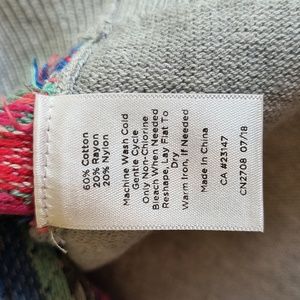 60% Cotton
20% Rayon
20% Nylon
Machine Wash Cold
Gentle Cycle
Only Non-Chlorine
Bleach When Needed
Reshape, Lay Flat To
Dry
Warm Iron, If Needed
Made In China
CA #23147
CN2708 07/18